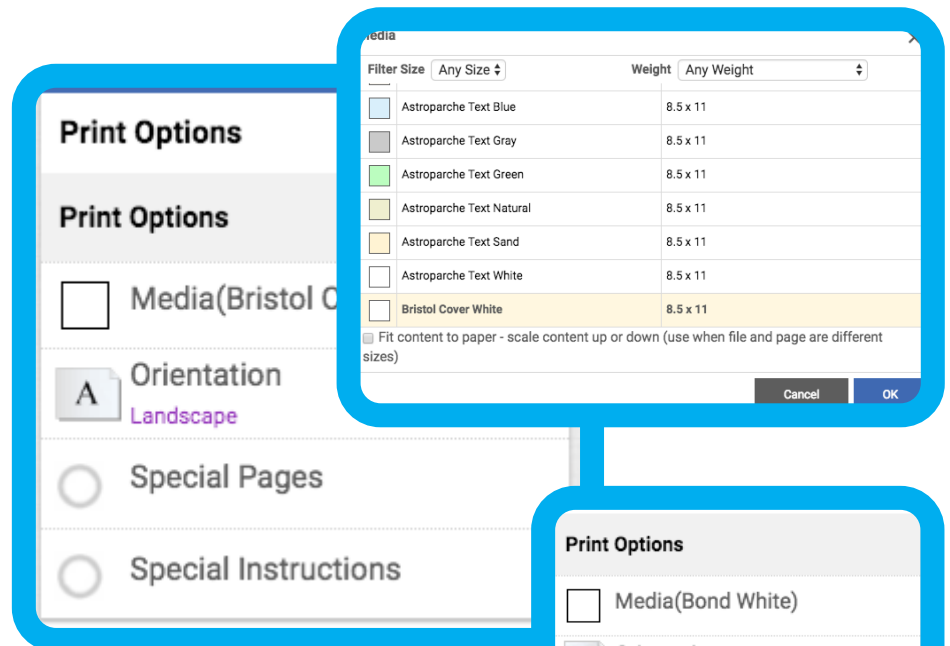 Print Options
Print Options
Media(Bristol C
A
Orientation
Landscape
Special Pages
Special Instructions
Media
Filter Size Any Size Weight Any Weight
Astroparche Text Blue 8.5 x 11
Astroparche Text Gray 8.5 x 11
Astroparche Text Green 8.5 x 11
Astroparche Text Natural 8.5 x 11
Astroparche Text Sand 8.5 x 11
Astroparche Text White 8.5 x 11
Bristol Cover White 8.5 x 11
Fit content to paper - scale content up or down (use when file and page are different
sizes)
Cancel OK
Print Options
Media(Bond White)